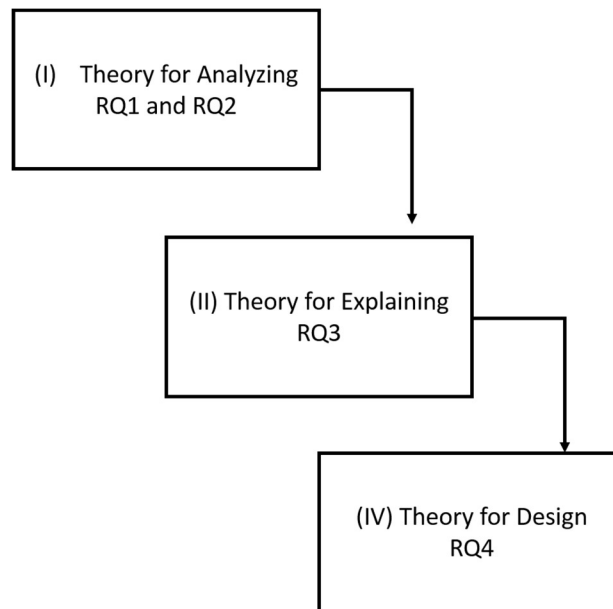 (I) Theory for Analyzing
RQ1 and RQ2
(II) Theory for Explaining
RQ3
(IV) Theory for Design
RQ4